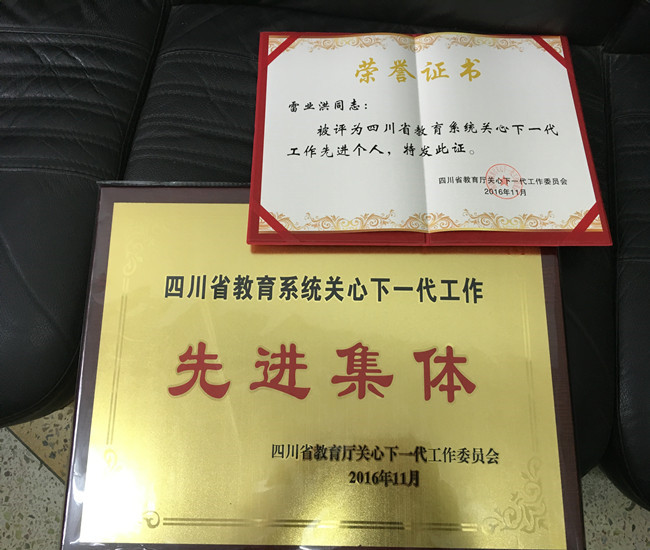 荣誉证书
雷业洪同志：
被评为四川省教育系统关心下一代
工作先进个人，特发此证。
四川省教育厅关心下一代工作委员会
2016年11月
四川省教育系统关心下一代工作
先进集体
四川省教育厅关心下一代工作委员会
2016年11月